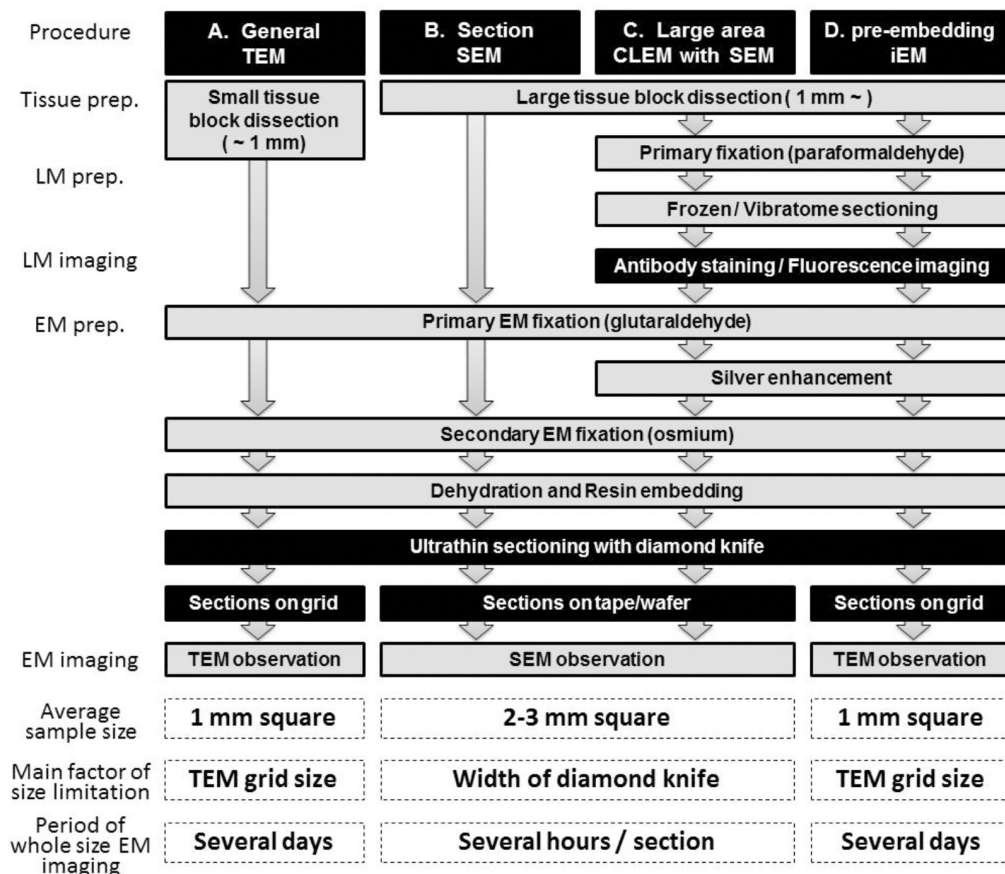 Procedure
A. General
TEM
B. Section
SEM
C. Large area
CLEM with SEM
D. pre-embedding
iEM
Tissue prep.
Small tissue
block dissection
( ~ 1 mm)
Large tissue block dissection ( 1 mm ~ )
Primary fixation (paraformaldehyde)
LM prep.
Frozen / Vibratome sectioning
LM imaging
Antibody staining / Fluorescence imaging
EM prep.
Primary EM fixation (glutaraldehyde)
Silver enhancement
Secondary EM fixation (osmium)
Dehydration and Resin embedding
Ultrathin sectioning with diamond knife
Sections on grid
Sections on tape/wafer
Sections on grid
EM imaging
TEM observation
SEM observation
TEM observation
Average
sample size
1 mm square
2-3 mm square
1 mm square
Main factor of
size limitation
TEM grid size
Width of diamond knife
TEM grid size
Period of
whole size EM
imaging
Several days
Several hours / section
Several days